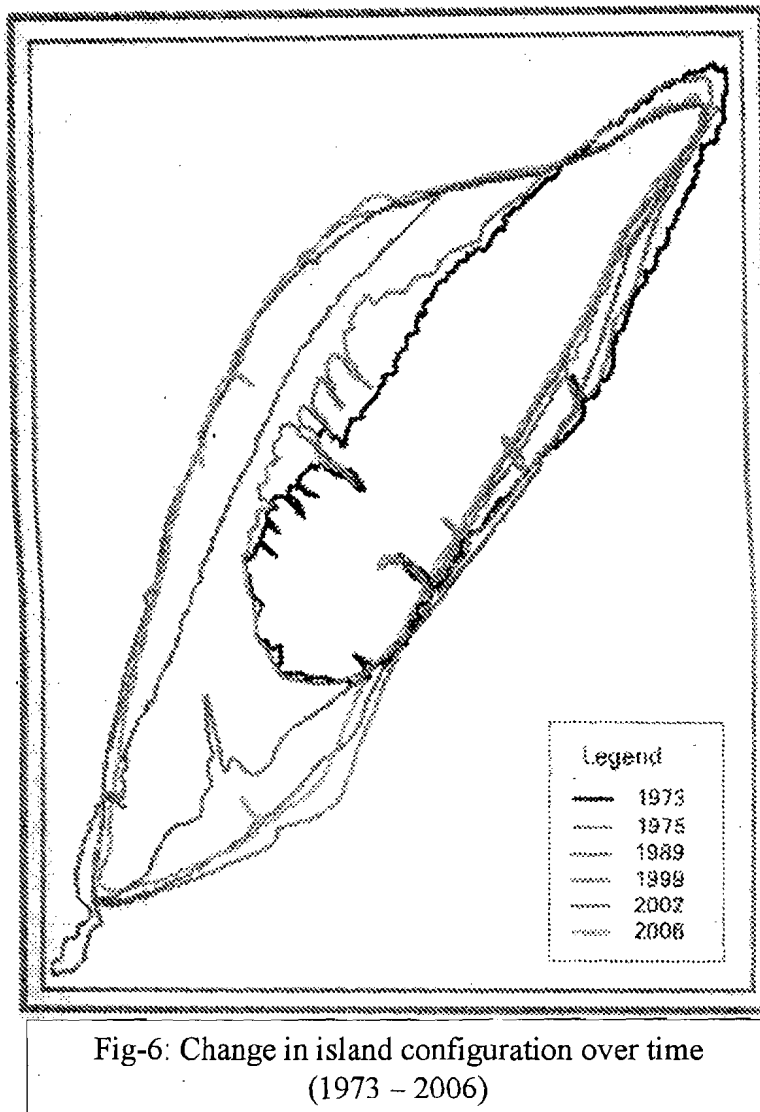 Legend
1973
1975
1989
1999
2002
2006
Fig-6: Change in island configuration over time
(1973 – 2006)